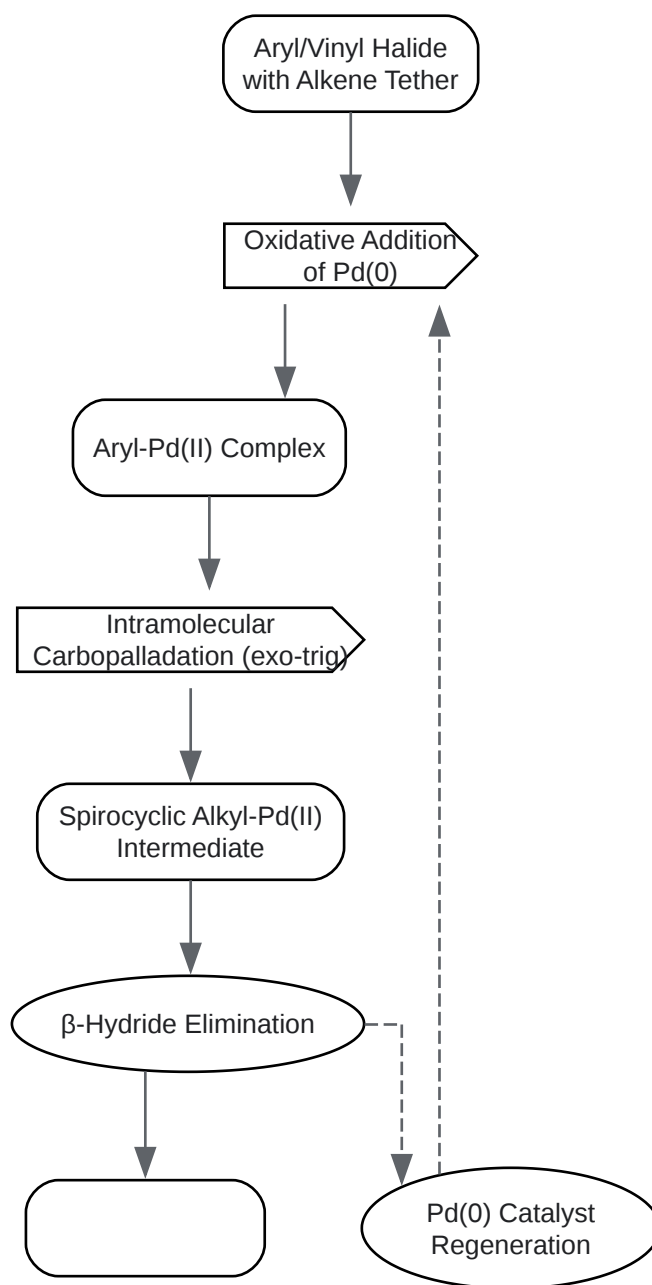 Aryl/Vinyl Halide
with Alkene Tether
Oxidative Addition
of Pd(0)
Aryl-Pd(II) Complex
Intramolecular
Carbopalladation (exo-trig)
Spirocyclic Alkyl-Pd(II)
Intermediate
β-Hydride Elimination
Pd(0) Catalyst
Regeneration